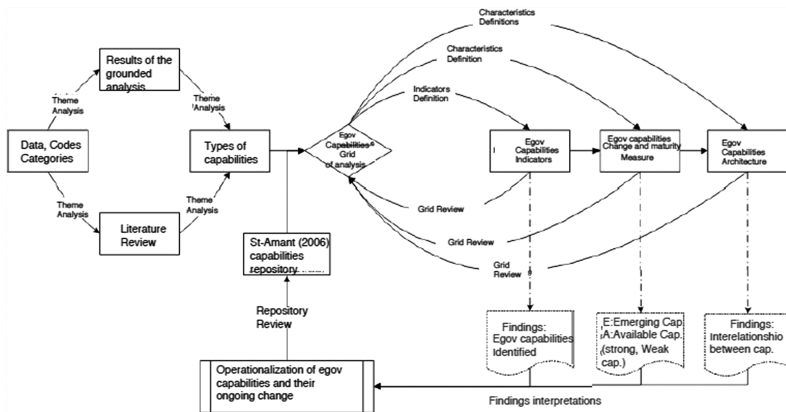 Characteristics
Definitions
Results of the
grounded
analysis
Characteristics
Definition
Theme
Analysis
Theme
Analysis
Indicators
Definition
Data, Codes
Categories
Types of
capabilities
Egov
Capabilities
Grid
of analysis
Egov
Capabilities
Indicators
Egov capabilities
Change and maturity
Measure
Egov
Capabilities
Architecture
Theme
Analysis
Theme
Analysis
Literature
Review
Grid Review
Grid Review
Grid
Review
St-Amant (2006)
capabilities
repository
Repository
Review
Findings:
Egov capabilities
Identified
E:Emerging Cap.
A:Available Cap.
(strong, Weak
cap.)
Findings:
Interelationship
between cap.
Operationalization of egov
capabilities and their
ongoing change
Findings interpretations